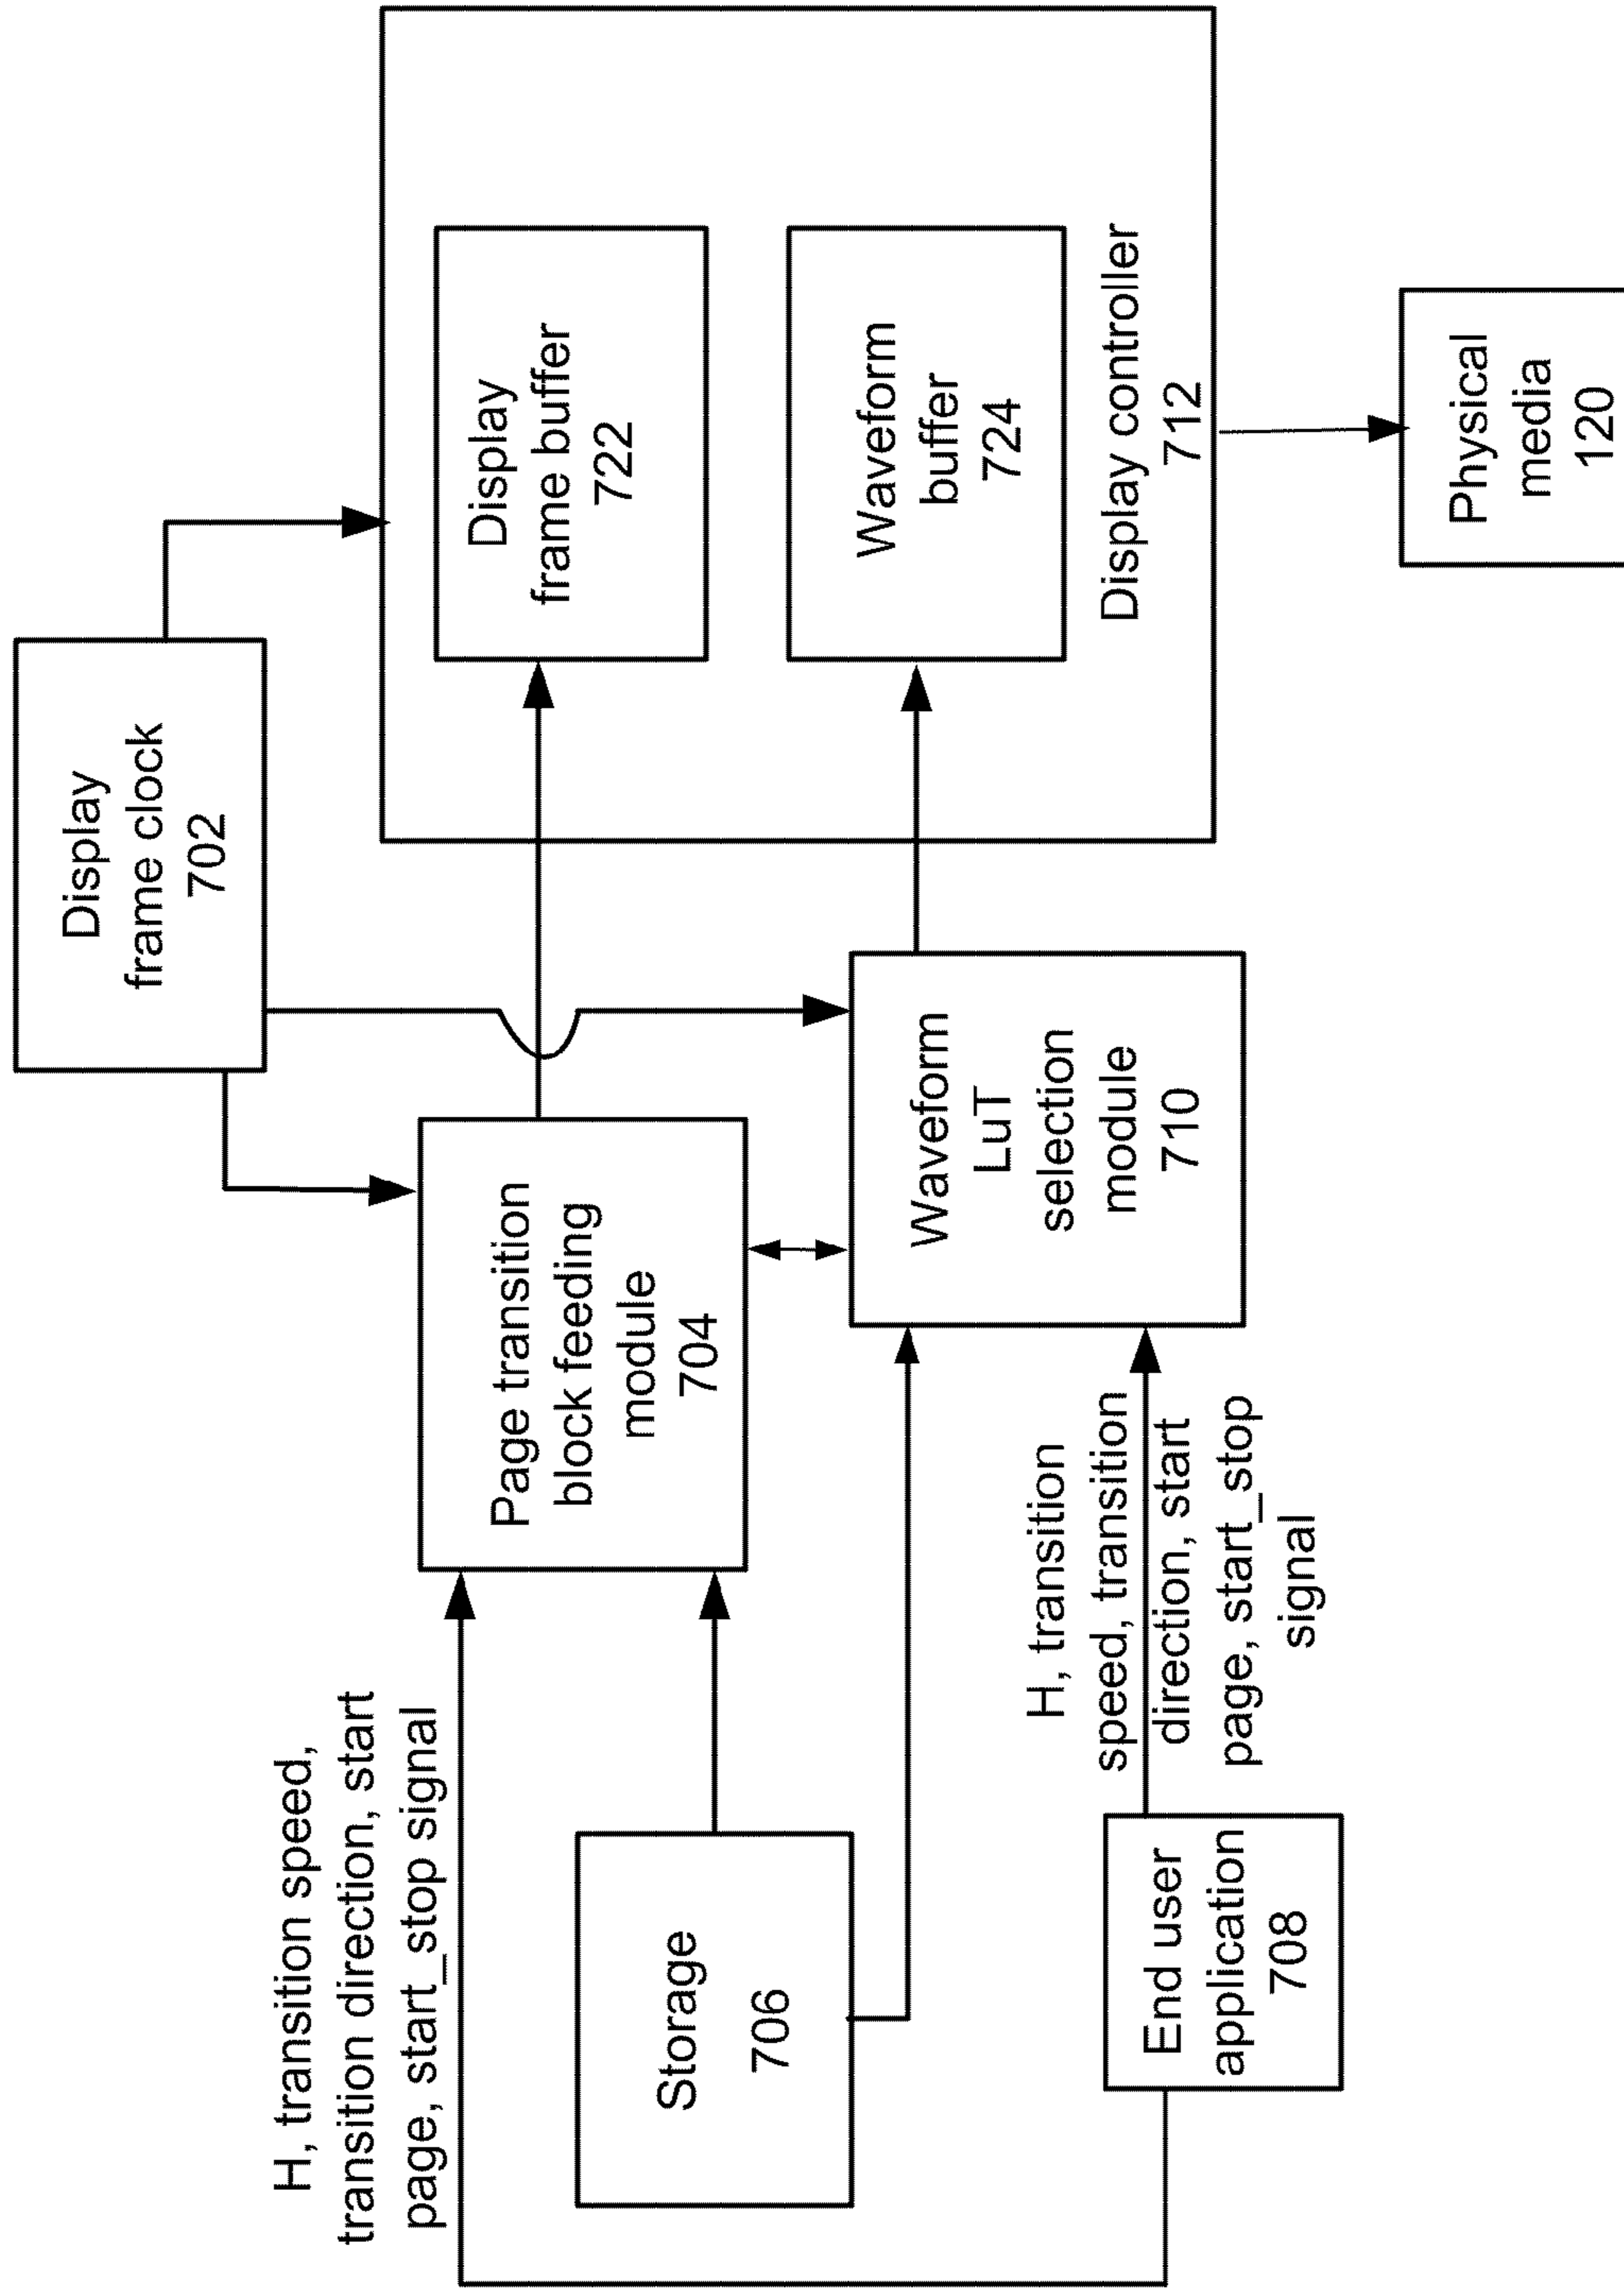 Display
frame clock
702
H, transition speed,
transition direction, start
page, start_stop signal
Page transition
block feeding
module
704
Display
frame buffer
722
Storage
706
Waveform
LuT
selection
module
710
Waveform
buffer
724
Display controller
712
H, transition
speed, transition
direction, start
page, start_stop
signal
End user
application
708
Physical
media
120